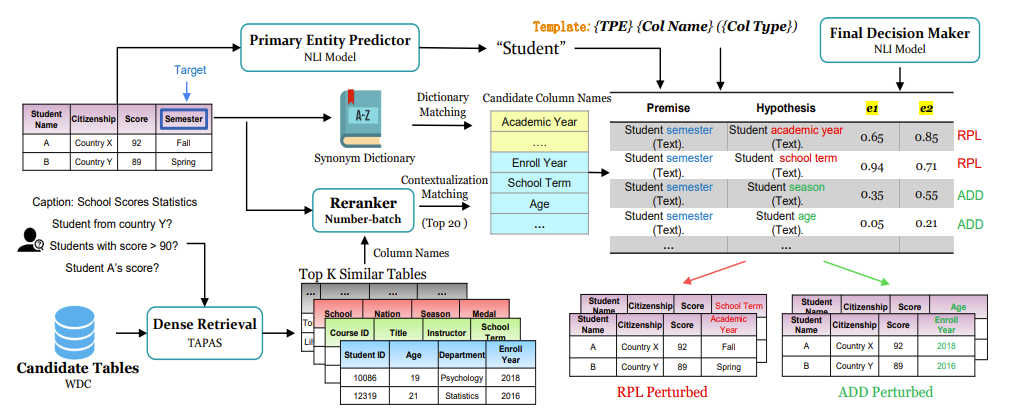 Template: {TPE} {Col Name} ({Col Type})
Primary Entity Predictor
NLI Model
"Student"
Final Decision Maker
NLI Model
Target
Student Name Citizenship Score Semester
A Country X 92 Fall
B Country Y 89 Spring
A-Z
Synonym Dictionary
Dictionary Matching
Candidate Column Names
Academic Year
....
Enroll Year
School Term
Age
...
Contextualization Matching
(Top 20 )
Reranker
Number-batch
Column Names
Premise Hypothesis e1 e2
Student semester (Text). Student academic year (Text). 0.65 0.85 RPL
Student semester (Text). Student school term (Text). 0.94 0.71 RPL
Student semester (Text). Student season (Text). 0.35 0.55 ADD
Student semester (Text). Student age (Text). 0.05 0.21 ADD
... ...
Caption: School Scores Statistics
Student from country Y?
Students with score > 90?
Student A's score?
Candidate Tables
WDC
Dense Retrieval
TAPAS
Top K Similar Tables
... ... ... ...
School Nation Season Medal
Course ID Title Instructor School Term
Student ID Age Department Enroll Year
10086 19 Psychology 2018
12319 21 Statistics 2016
Student Name Citizenship Score School Term
Student Name Citizenship Score Academic Year
A Country X 92 Fall
B Country Y 89 Spring
RPL Perturbed
Student Name Citizenship Score Age
Student Name Citizenship Score Enroll Year
A Country X 92 2018
B Country Y 89 2016
ADD Perturbed